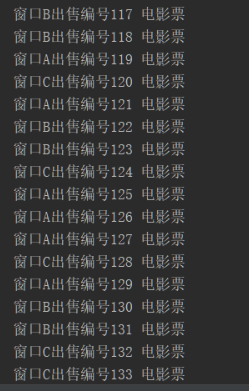 窗口B出售编号117 电影票
窗口B出售编号118 电影票
窗口A出售编号119 电影票
窗口C出售编号120 电影票
窗口A出售编号121 电影票
窗口B出售编号122 电影票
窗口B出售编号123 电影票
窗口C出售编号124 电影票
窗口A出售编号125 电影票
窗口A出售编号126 电影票
窗口A出售编号127 电影票
窗口C出售编号128 电影票
窗口A出售编号129 电影票
窗口B出售编号130 电影票
窗口B出售编号131 电影票
窗口C出售编号132 电影票
窗口C出售编号133 电影票